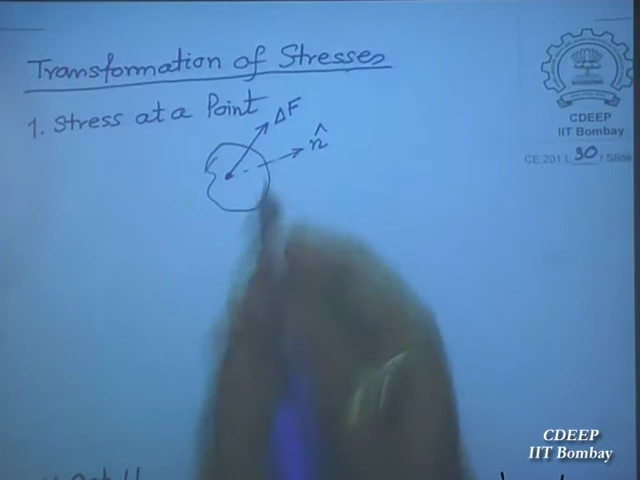 Transformation of Stresses
1. Stress at a Point
ΔF
n̂
CDEEP
IIT Bombay
CE 201 L 30 / Slide
CDEEP
IIT Bombay